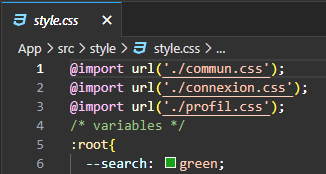 style.css
App > src > style > style.css > ...
1 @import url('./commun.css');
2 @import url('./connexion.css');
3 @import url('./profil.css');
4 /* variables */
5 :root{
6 --search: green;